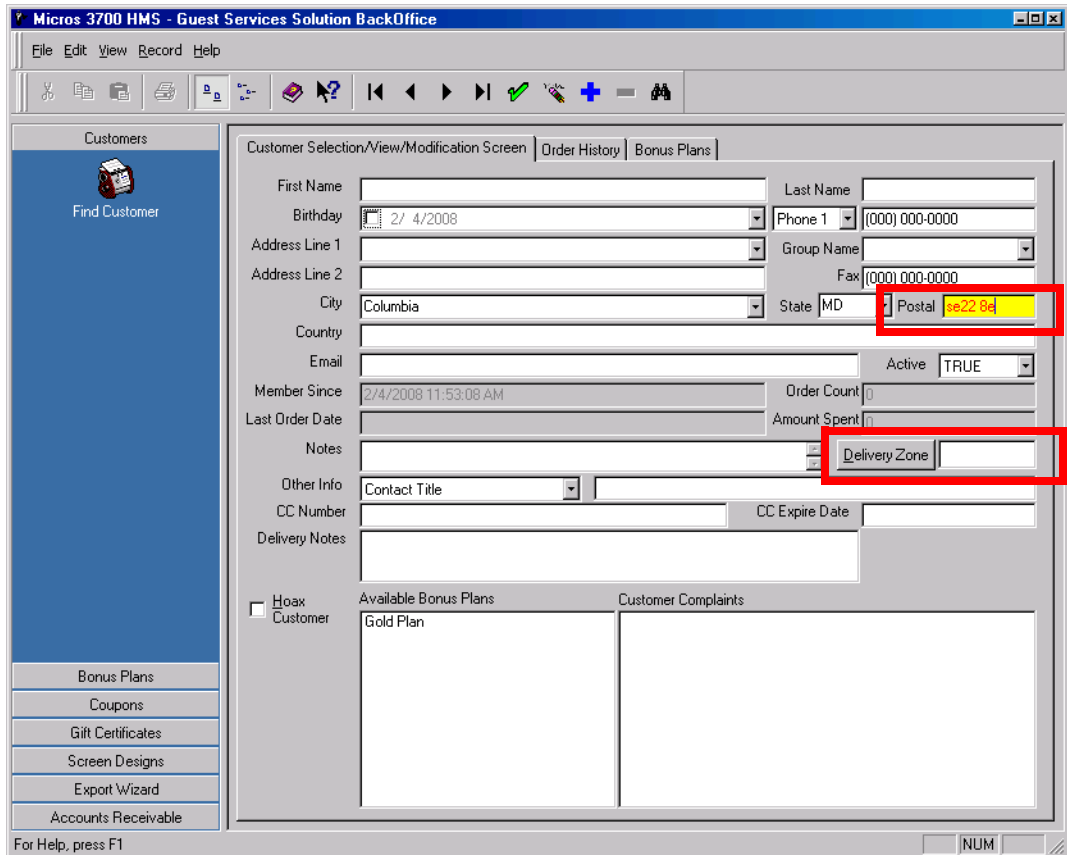 Micros 3700 HMS - Guest Services Solution BackOffice
File Edit View Record Help
Customers
Find Customer
Bonus Plans
Coupons
Gift Certificates
Screen Designs
Export Wizard
Accounts Receivable
Customer Selection/View/Modification Screen Order History Bonus Plans
First Name Last Name
Birthday 2/ 4/2008 Phone 1 (000) 000-0000
Address Line 1 Group Name
Address Line 2 Fax (000) 000-0000
City Columbia State MD Postal se22 8e
Country
Email Active TRUE
Member Since 2/4/2008 11:53:08 AM Order Count 0
Last Order Date Amount Spent 0
Notes Delivery Zone
Other Info Contact Title
CC Number CC Expire Date
Delivery Notes
Hoax Customer
Available Bonus Plans Customer Complaints
Gold Plan
For Help, press F1 NUM